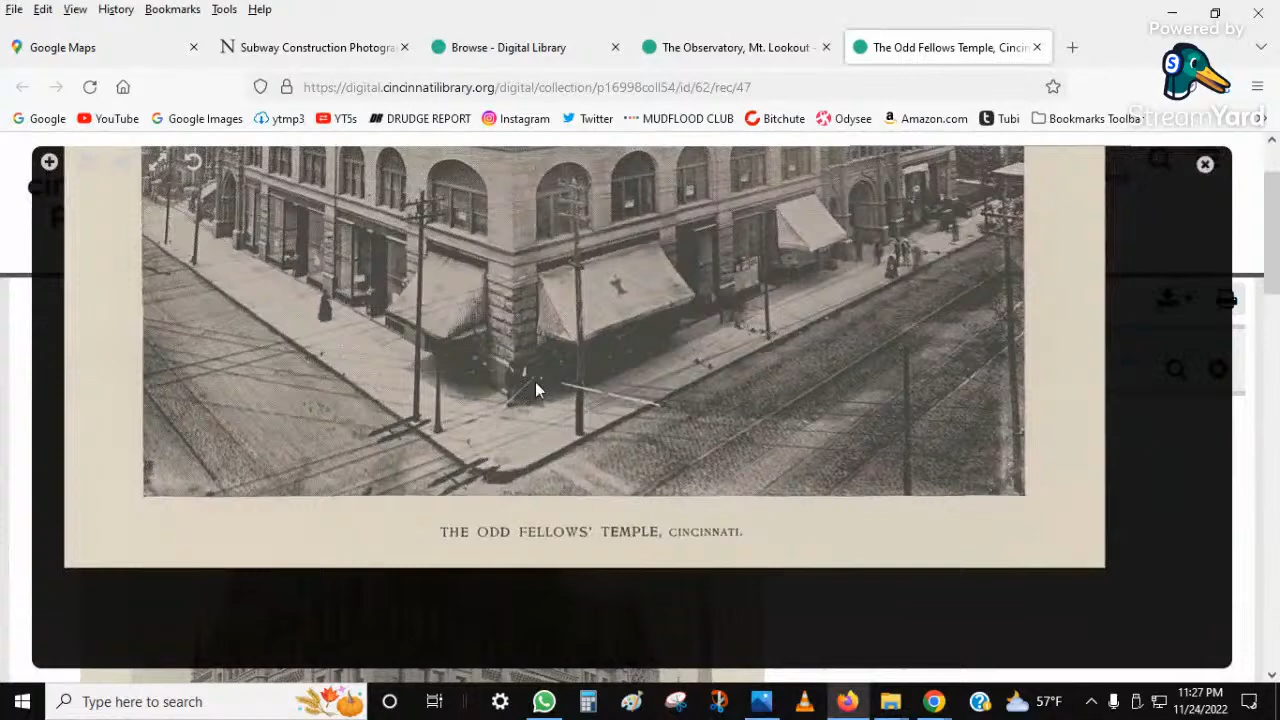 File Edit View History Bookmarks Tools Help
Google Maps
Subway Construction Photogra
Browse - Digital Library
The Observatory, Mt. Lookout -
The Odd Fellows Temple, Cincin
Powered by
StreamYard
https://digital.cincinnatilibrary.org/digital/collection/p16998coll54/id/62/rec/47
Google YouTube Google Images ytmp3 YT5s DRUDGE REPORT Instagram Twitter MUDFLOOD CLUB Bitchute Odysee Amazon.com Tubi Bookmarks Toolba
THE ODD FELLOWS' TEMPLE, CINCINNATI.
Type here to search
57°F
11:27 PM
11/24/2022